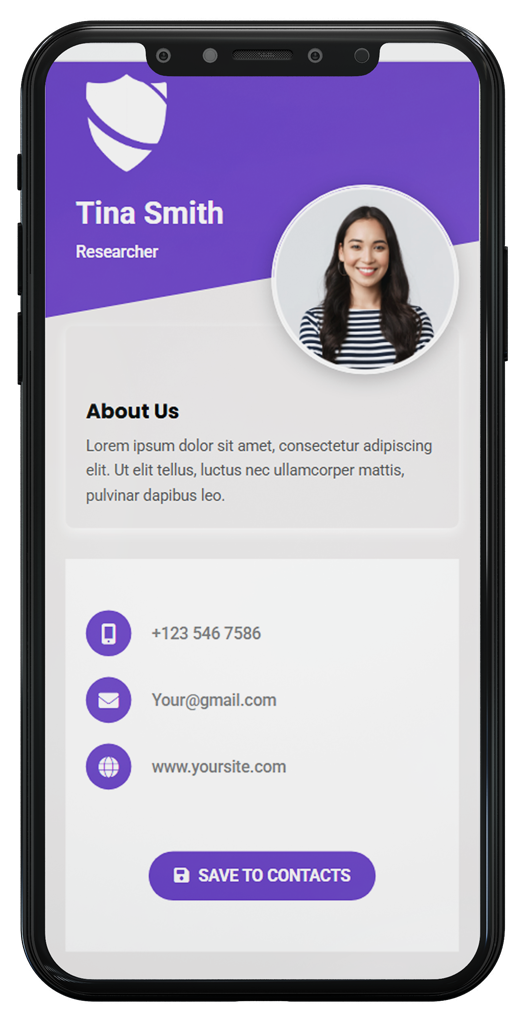 Tina Smith
Researcher
About Us
Lorem ipsum dolor sit amet, consectetur adipiscing
elit. Ut elit tellus, luctus nec ullamcorper mattis,
pulvinar dapibus leo.
+123 546 7586
Your@gmail.com
www.yoursite.com
SAVE TO CONTACTS